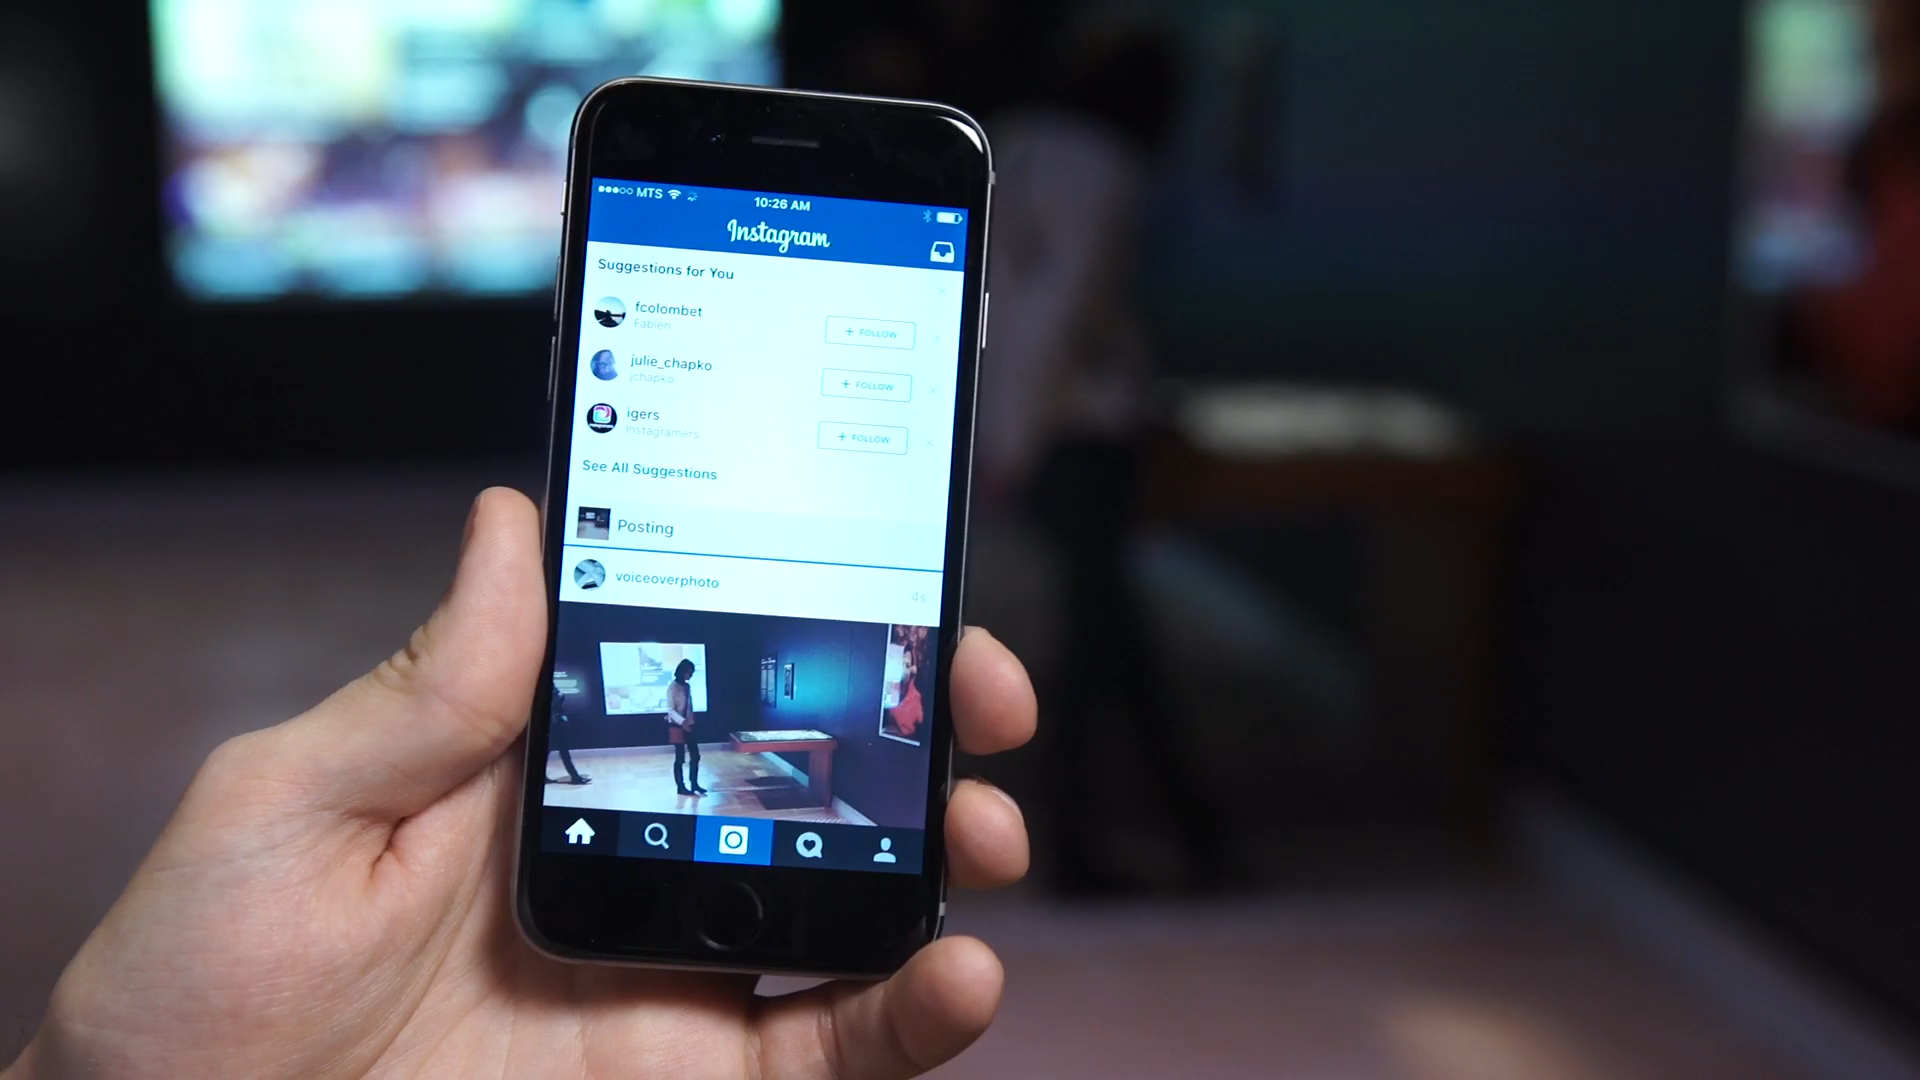 MTS
10:26 AM
Instagram
Suggestions for You
fcolombet
Fabien
+ FOLLOW
julie_chapko
jchapko
+ FOLLOW
igers
Instagramers
+ FOLLOW
See All Suggestions
Posting
voiceoverphoto
4s